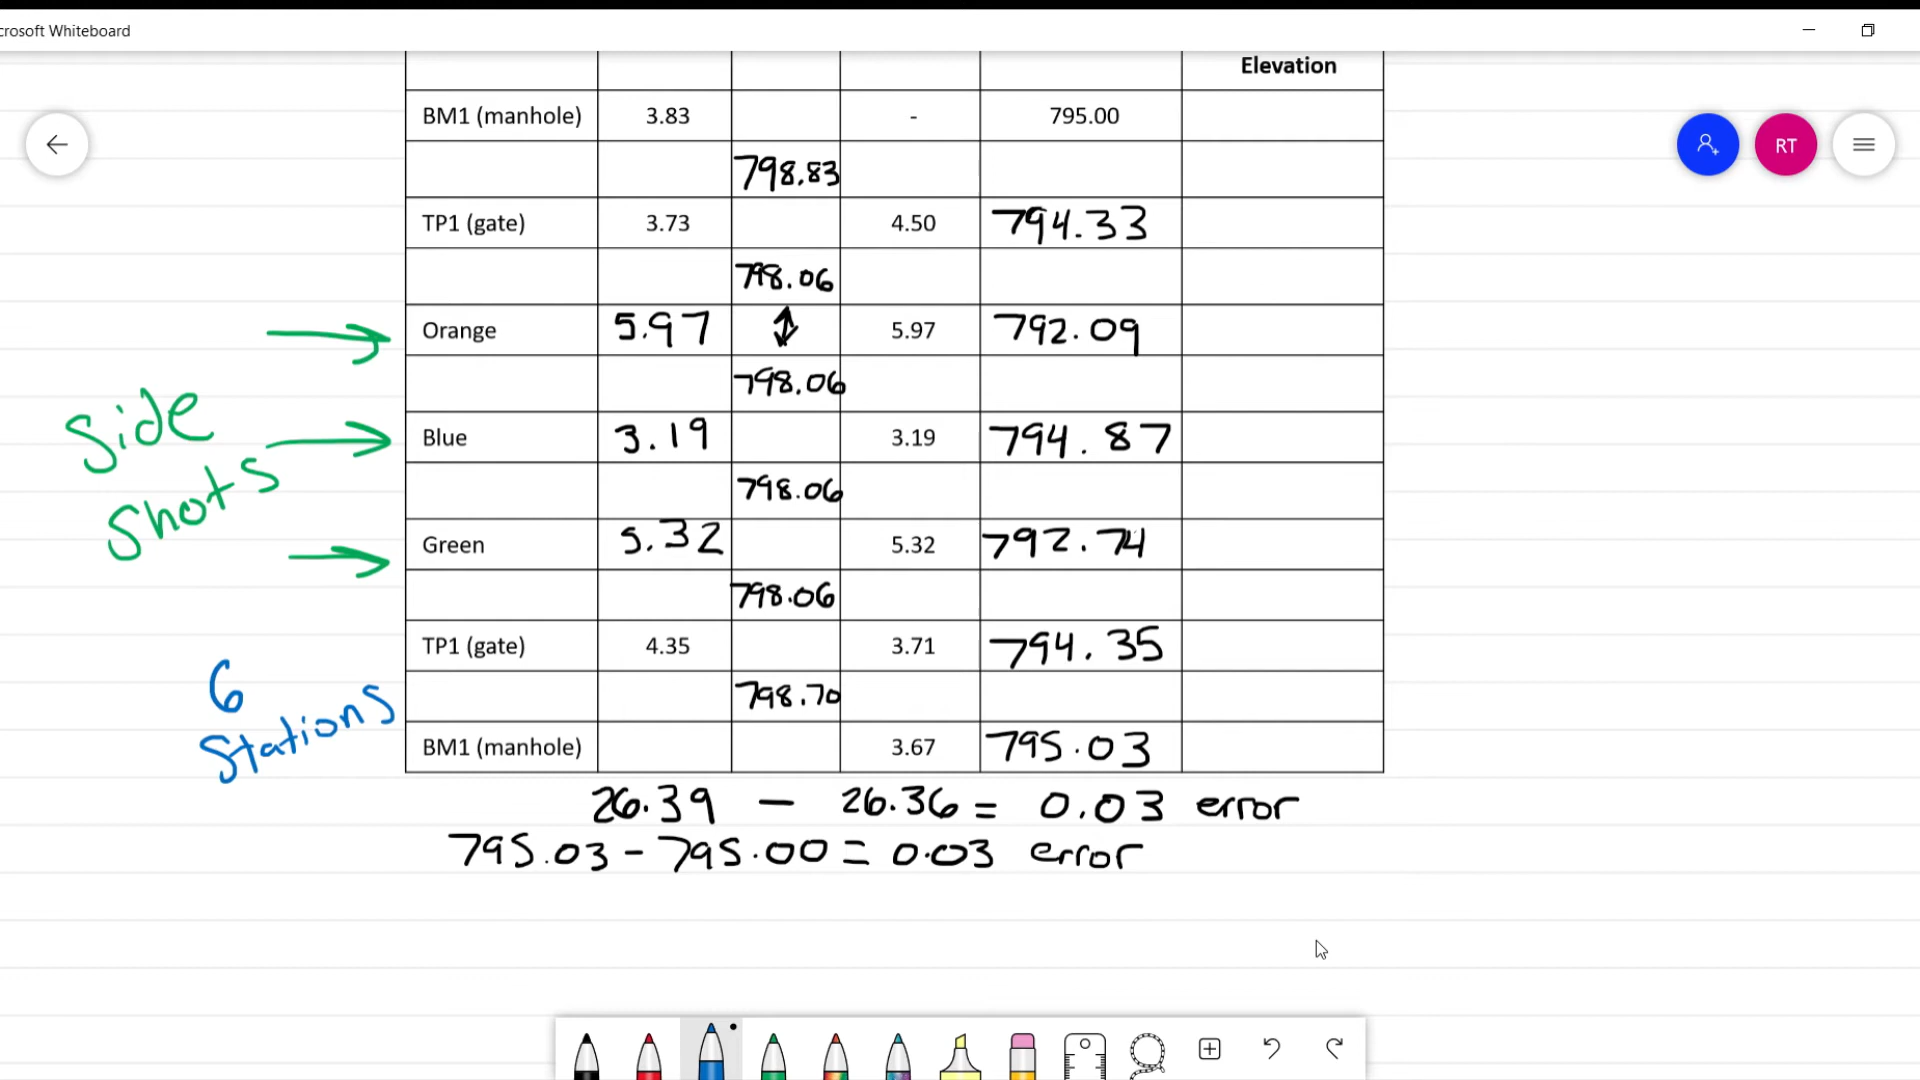 crosoft Whiteboard
Elevation
BM1 (manhole) 3.83 - 795.00
798.83
TP1 (gate) 3.73 4.50 794.33
798.06
Orange 5.97 5.97 792.09
798.06
Side
Shots
Blue 3.19 3.19 794.87
798.06
Green 5.32 5.32 792.74
798.06
TP1 (gate) 4.35 3.71 794.35
6
Stations
798.70
BM1 (manhole) 3.67 795.03
26.39 - 26.36 = 0.03 error
795.03 - 795.00 = 0.03 error
RT